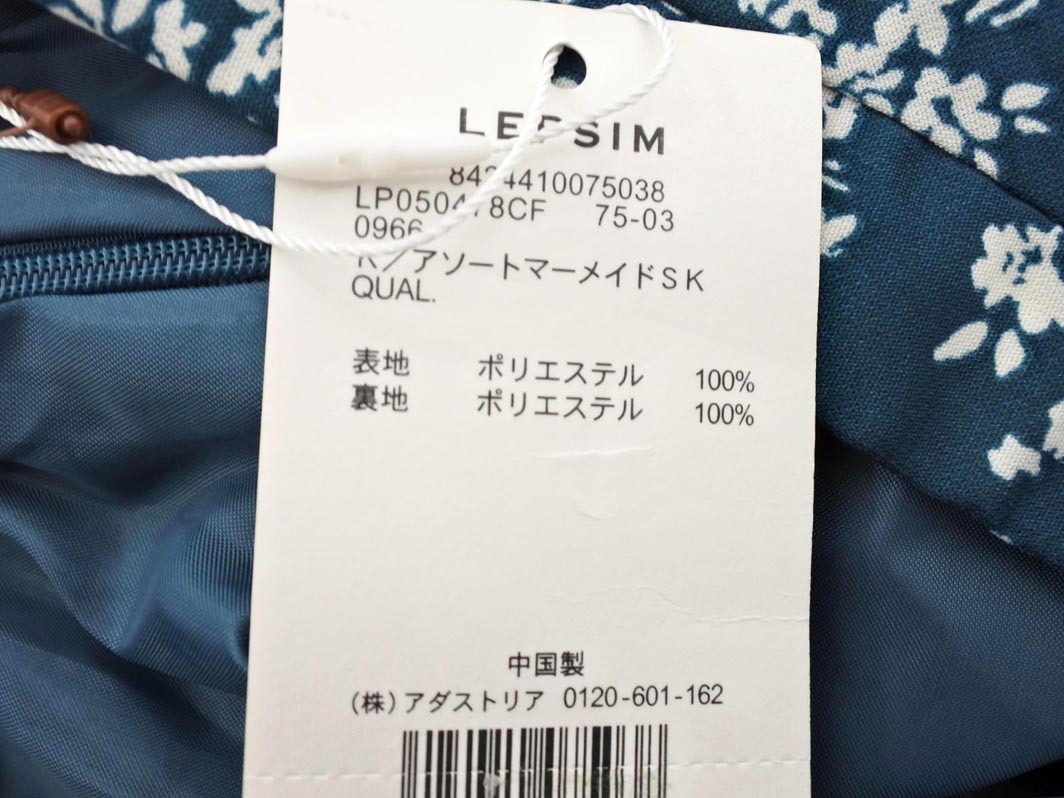 LEPSIM
8424410075038
75-03
0966
K／アソートマーメイドＳＫ
QUAL.
表地 ポリエステル 100%
裏地 ポリエステル 100%
中国製
(株)アダストリア 0120-601-162